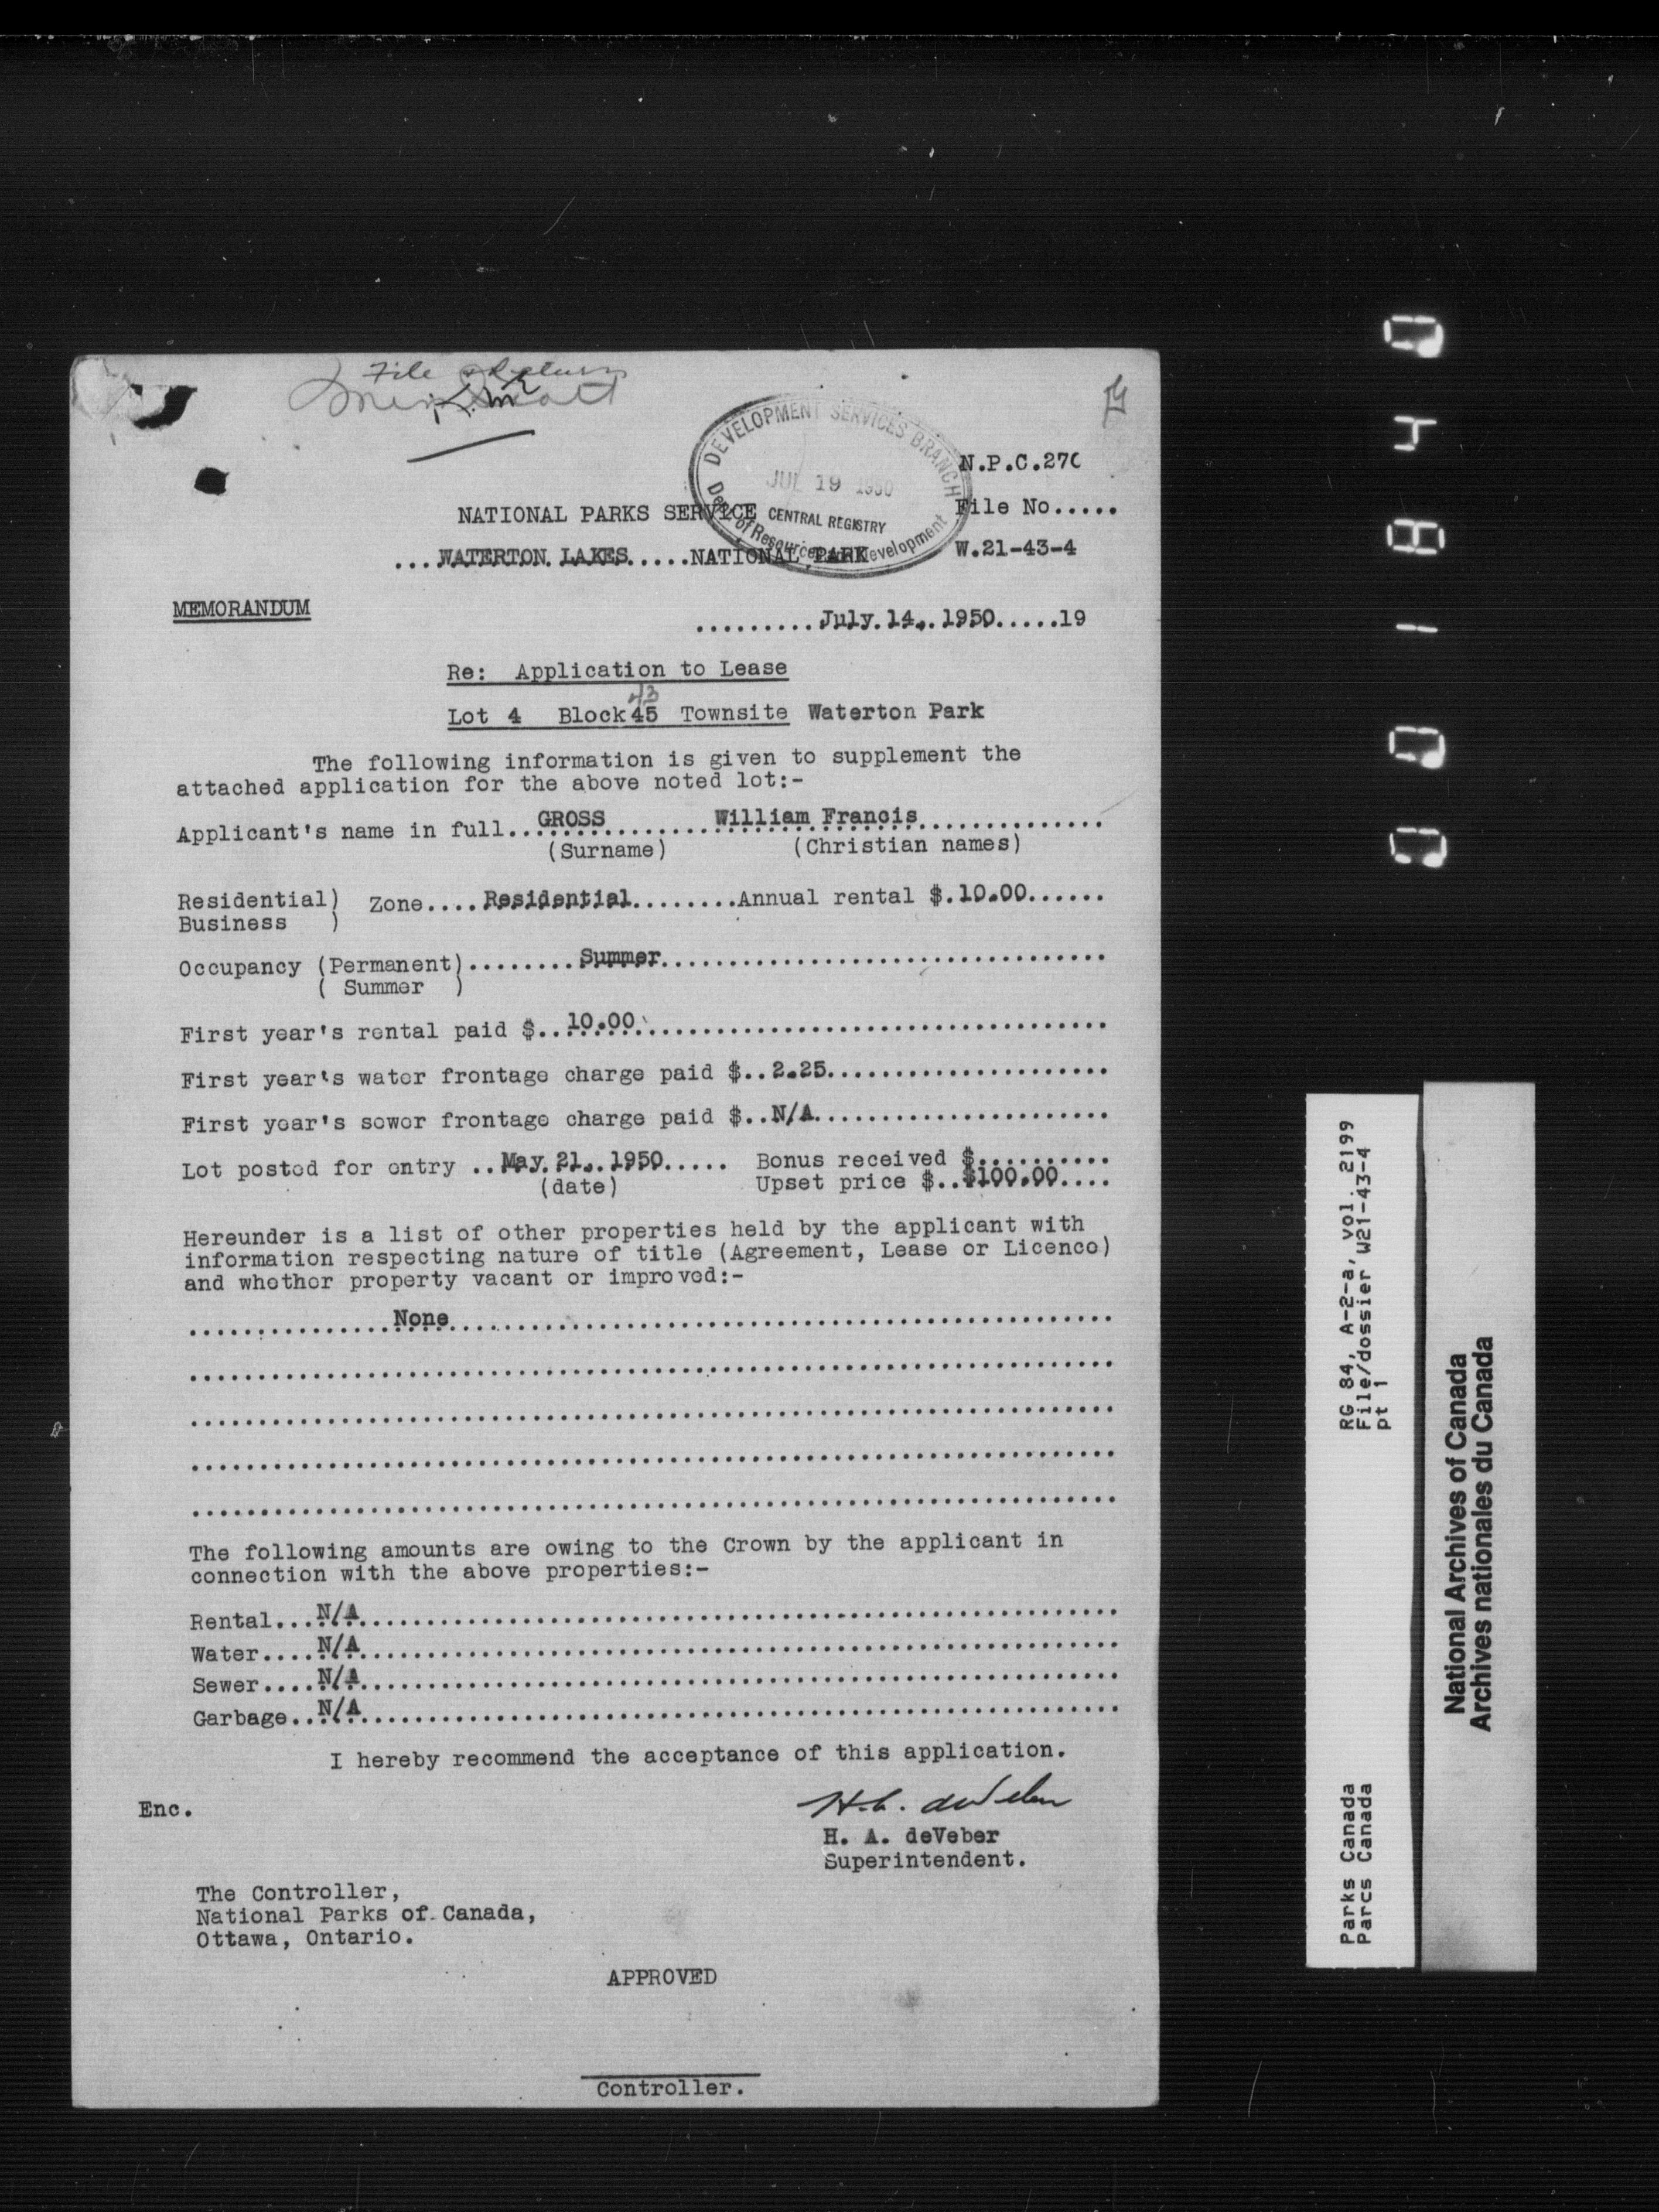 File & Return
DEVELOPMENT SERVICES BRANCH
JUL 19 1950
CENTRAL REGISTRY
Dept. of Resources Development
N.P.C.270
NATIONAL PARKS SERVICE
File No.....
...WATERTON LAKES.....NATIONAL PARK
W.21-43-4
MEMORANDUM
.........July.14,.1950.....19
Re: Application to Lease
43
Lot 4 Block 45 Townsite Waterton Park
The following information is given to supplement the
attached application for the above noted lot:-
Applicant's name in full..GROSS..........William Francis...............
(Surname) (Christian names)
Residential) Zone....Residential........Annual rental $.10.00......
Business )
Occupancy (Permanent)........Summer...................................
( Summer )
First year's rental paid $..10.00.....................................
First year's water frontage charge paid $..2.25.......................
First year's sewer frontage charge paid $..N/A........................
Lot posted for entry ..May.21,.1950..... Bonus received $...........
(date) Upset price $..$100.00....
Hereunder is a list of other properties held by the applicant with
information respecting nature of title (Agreement, Lease or Licence)
and whether property vacant or improved:-
.................None......................................................
The following amounts are owing to the Crown by the applicant in
connection with the above properties:-
Rental...N/A...............................................................
Water....N/A...............................................................
Sewer....N/A...............................................................
Garbage..N/A...............................................................
I hereby recommend the acceptance of this application.
Enc.
H.A. deVeber
H. A. deVeber
Superintendent.
The Controller,
National Parks of Canada,
Ottawa, Ontario.
APPROVED
Controller.
RG 84, A-2-a, vol. 2199
File/dossier W21-43-4
pt 1
Parks Canada
Parcs Canada
National Archives of Canada
Archives nationales du Canada